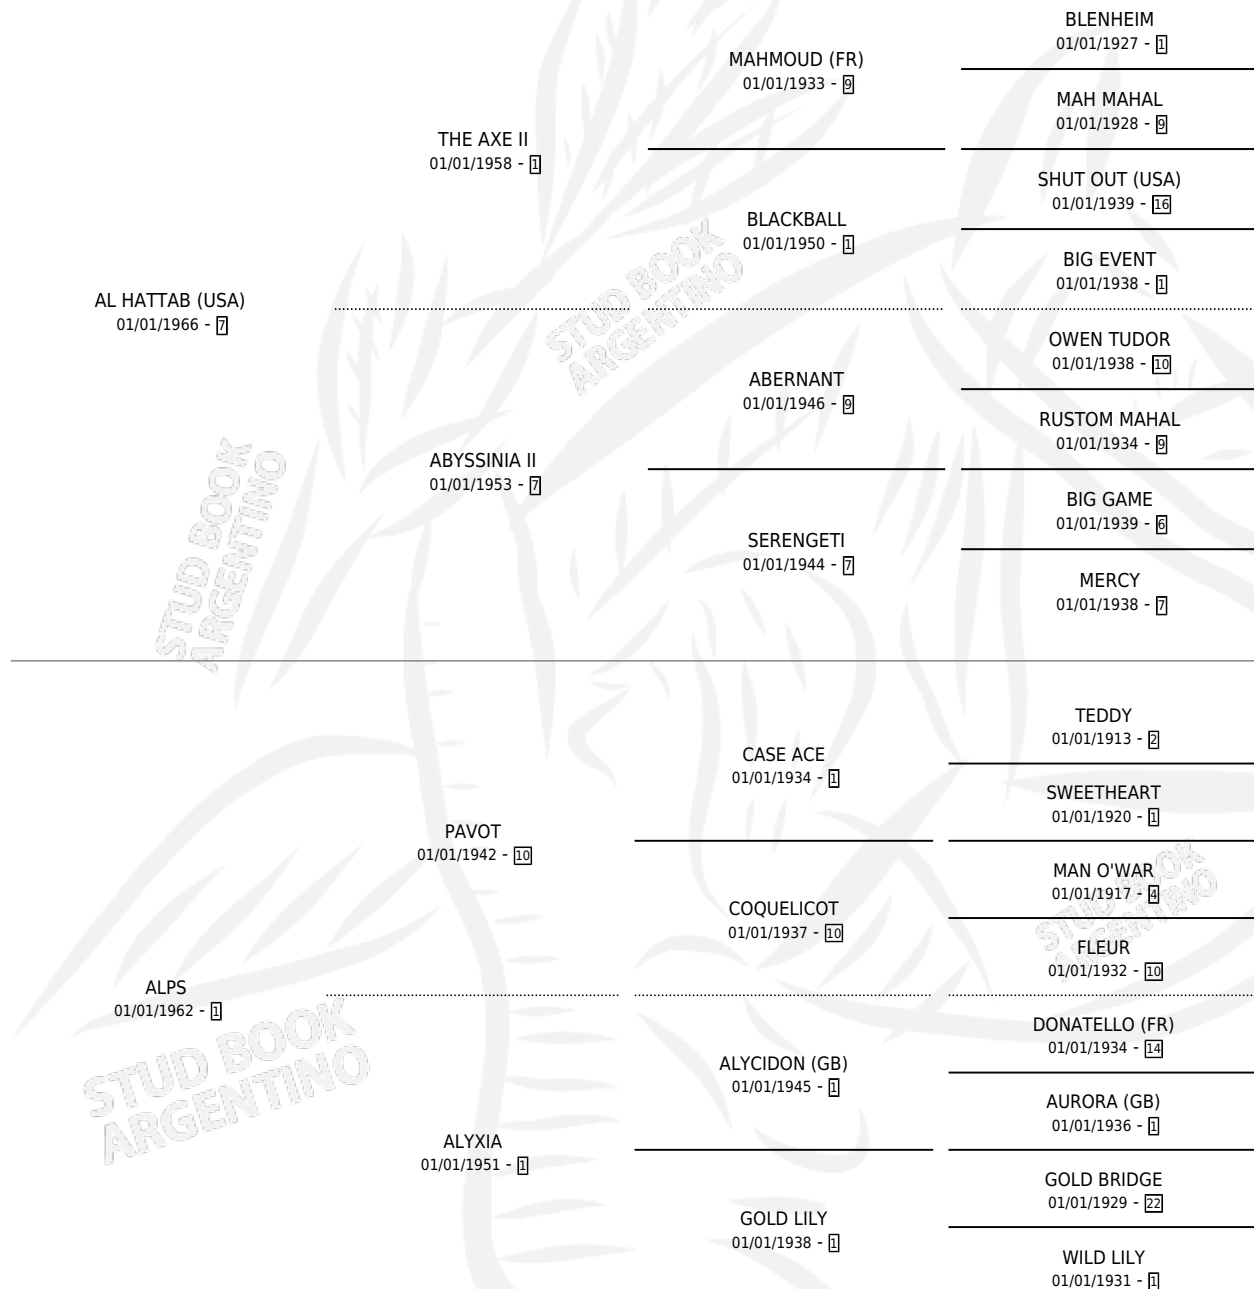 BLENHEIM
01/01/1927 - 1
MAHMOUD (FR)
01/01/1933 - 9
MAH MAHAL
01/01/1928 - 9
THE AXE II
01/01/1958 - 1
SHUT OUT (USA)
01/01/1939 - 16
BLACKBALL
01/01/1950 - 1
BIG EVENT
01/01/1938 - 1
AL HATTAB (USA)
01/01/1966 - 7
STUD BOOK
ARGENTINO
OWEN TUDOR
01/01/1938 - 10
ABERNANT
01/01/1946 - 9
RUSTOM MAHAL
01/01/1934 - 9
ABYSSINIA II
01/01/1953 - 7
BIG GAME
01/01/1939 - 6
SERENGETI
01/01/1944 - 7
MERCY
01/01/1938 - 7
STUD BOOK
ARGENTINO
TEDDY
01/01/1913 - 2
CASE ACE
01/01/1934 - 1
SWEETHEART
01/01/1920 - 1
PAVOT
01/01/1942 - 10
MAN O'WAR
01/01/1917 - 4
COQUELICOT
01/01/1937 - 10
STUD BOOK
ARGENTINO
FLEUR
01/01/1932 - 10
ALPS
01/01/1962 - 1
DONATELLO (FR)
01/01/1934 - 14
ALYCIDON (GB)
01/01/1945 - 1
STUD BOOK
ARGENTINO
AURORA (GB)
01/01/1936 - 1
ALYXIA
01/01/1951 - 1
GOLD BRIDGE
01/01/1929 - 22
GOLD LILY
01/01/1938 - 1
WILD LILY
01/01/1931 - 1